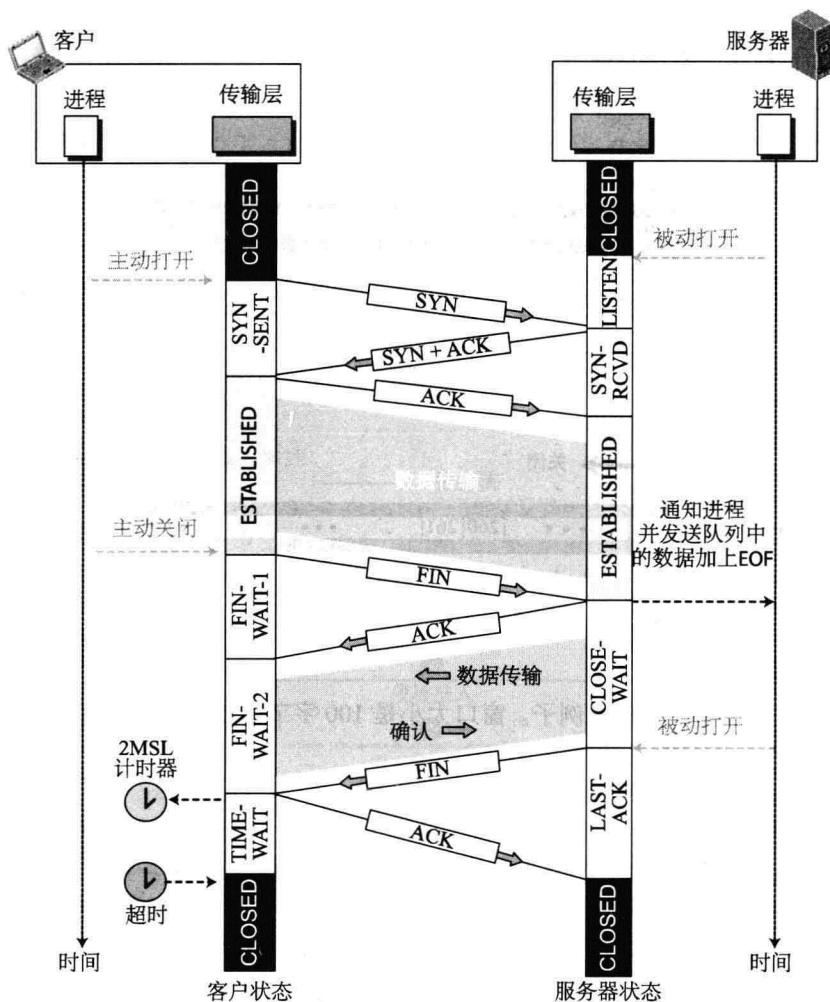 客户
服务器
进程
传输层
传输层
进程
CLOSED
CLOSED
主动打开
被动打开
LISTEN
SYN
SYN
-SENT
SYN + ACK
SYN-
RCVD
ACK
ESTABLISHED
数据传输
ESTABLISHED
通知进程
并发送队列中
的数据加上EOF
主动关闭
FIN
FIN-
WAIT-1
ACK
数据传输
CLOSE-
WAIT
FIN-
WAIT-2
确认
被动打开
2MSL
计时器
FIN
LAST-
ACK
TIME-
WAIT
ACK
超时
CLOSED
CLOSED
时间
时间
客户状态
服务器状态